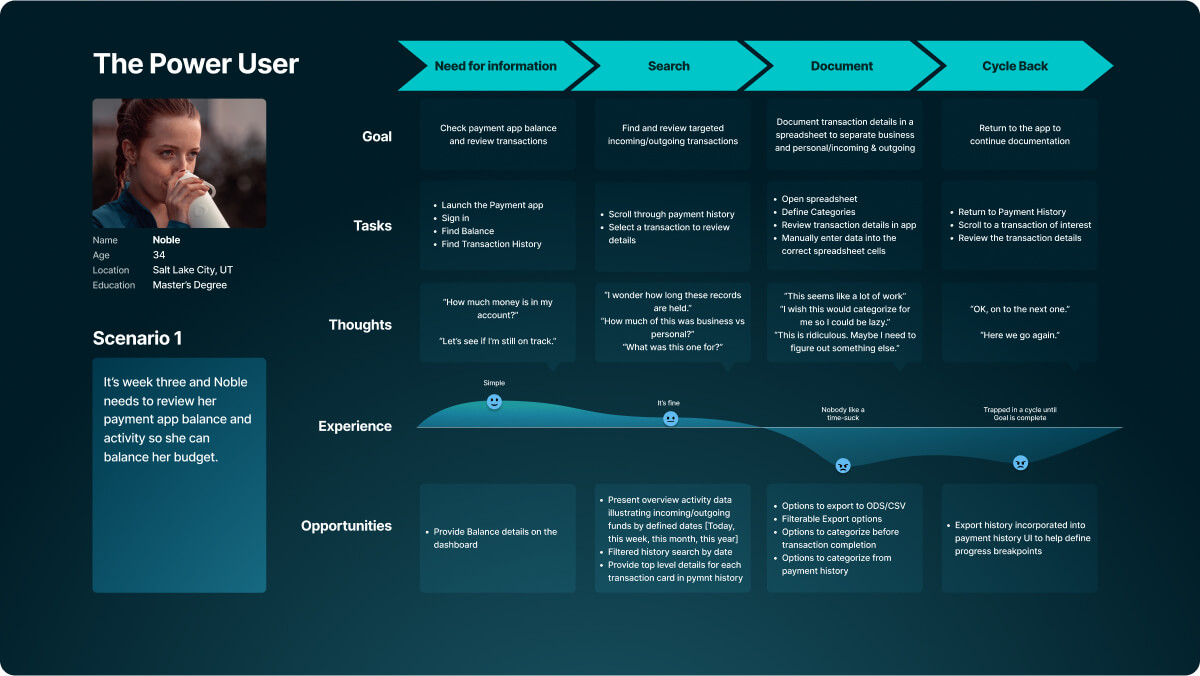 The Power User
Name Noble
Age 34
Location Salt Lake City, UT
Education Master's Degree
Scenario 1
It's week three and Noble
needs to review her
payment app balance and
activity so she can
balance her budget.
Need for information
Search
Document
Cycle Back
Goal
Check payment app balance
and review transactions
Find and review targeted
incoming/outgoing transactions
Document transaction details in a
spreadsheet to separate business
and personal/incoming & outgoing
Return to the app to
continue documentation
Tasks
• Launch the Payment app
• Sign in
• Find Balance
• Find Transaction History
• Scroll through payment history
• Select a transaction to review
details
• Open spreadsheet
• Define Categories
• Review transaction details in app
• Manually enter data into the
correct spreadsheet cells
• Return to Payment History
• Scroll to a transaction of interest
• Review the transaction details
Thoughts
“How much money is in my
account?”
“Let's see if I'm still on track.”
“I wonder how long these records
are held.”
“How much of this was business vs
personal?”
“What was this one for?”
“This seems like a lot of work”
“I wish this would categorize for
me so I could be lazy.”
“This is ridiculous. Maybe I need to
figure out something else.”
“OK, on to the next one.”
“Here we go again.”
Experience
Simple
It's fine
Nobody like a
time-suck
Trapped in a cycle until
Goal is complete
Opportunities
• Provide Balance details on the
dashboard
• Present overview activity data
illustrating incoming/outgoing
funds by defined dates [Today,
this week, this month, this year]
• Filtered history search by date
• Provide top level details for each
transaction card in pymnt history
• Options to export to ODS/CSV
• Filterable Export options
• Options to categorize before
transaction completion
• Options to categorize from
payment history
• Export history incorporated into
payment history UI to help define
progress breakpoints